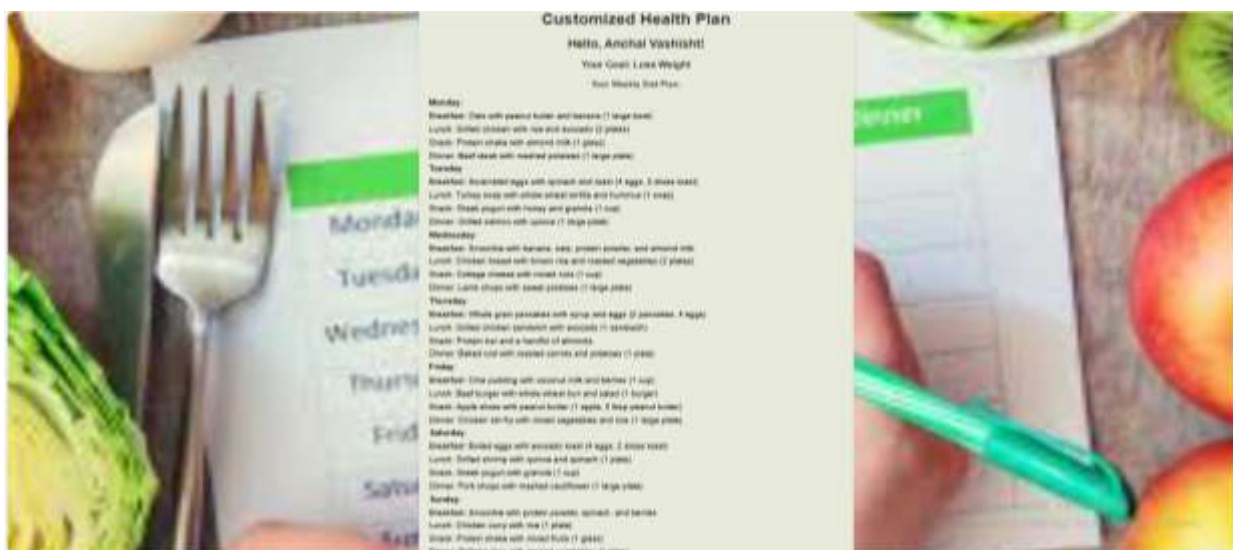 Customized Health Plan
Hello, Anchal Vashisht!
Your Goal: Lose Weight
Your Weekly Diet Plan:
Monday:
Breakfast: Oats with peanut butter and banana (1 large bowl)
Lunch: Grilled chicken with rice and avocado (2 plates)
Snack: Protein shake with almond milk (1 glass)
Dinner: Beef steak with mashed potatoes (1 large plate)
Tuesday:
Breakfast: Scrambled eggs with spinach and toast (4 eggs, toast)
Lunch: Turkey wrap with whole wheat tortilla and hummus (1 wrap)
Snack: Greek yogurt with honey and granola (1 cup)
Dinner: Grilled salmon with quinoa (1 large plate)
Wednesday:
Breakfast: Smoothie with banana, oats, protein powder, and almond milk
Lunch: Chicken breast with brown rice and roasted vegetables (2 plates)
Snack: Cottage cheese with mixed nuts (1 cup)
Dinner: Lamb chops with sweet potatoes (1 large plate)
Thursday:
Breakfast: Whole grain pancakes with syrup and eggs (2 pancakes, 4 eggs)
Lunch: Grilled chicken sandwich with avocado (1 sandwich)
Snack: Protein bar and a handful of almonds
Dinner: Baked cod with roasted carrots and potatoes (1 plate)
Friday:
Breakfast: Chia pudding with coconut milk and berries (1 cup)
Lunch: Beef burger with whole wheat bun and salad (1 burger)
Snack: Apple slices with peanut butter (1 apple, tbsp peanut butter)
Dinner: Chicken stir-fry with mixed vegetables and rice (1 large plate)
Saturday:
Breakfast: Boiled eggs with avocado toast (4 eggs, 2 slices toast)
Lunch: Grilled shrimp with quinoa and spinach (1 plate)
Snack: Greek yogurt with granola (1 cup)
Dinner: Pork chops with mashed cauliflower (1 large plate)
Sunday:
Breakfast: Smoothie with protein powder, spinach, and berries
Lunch: Chicken curry with rice (1 plate)
Snack: Protein shake with mixed fruits (1 glass)
Monday
Tuesda
Wednes
Thurs
Frid
Satu